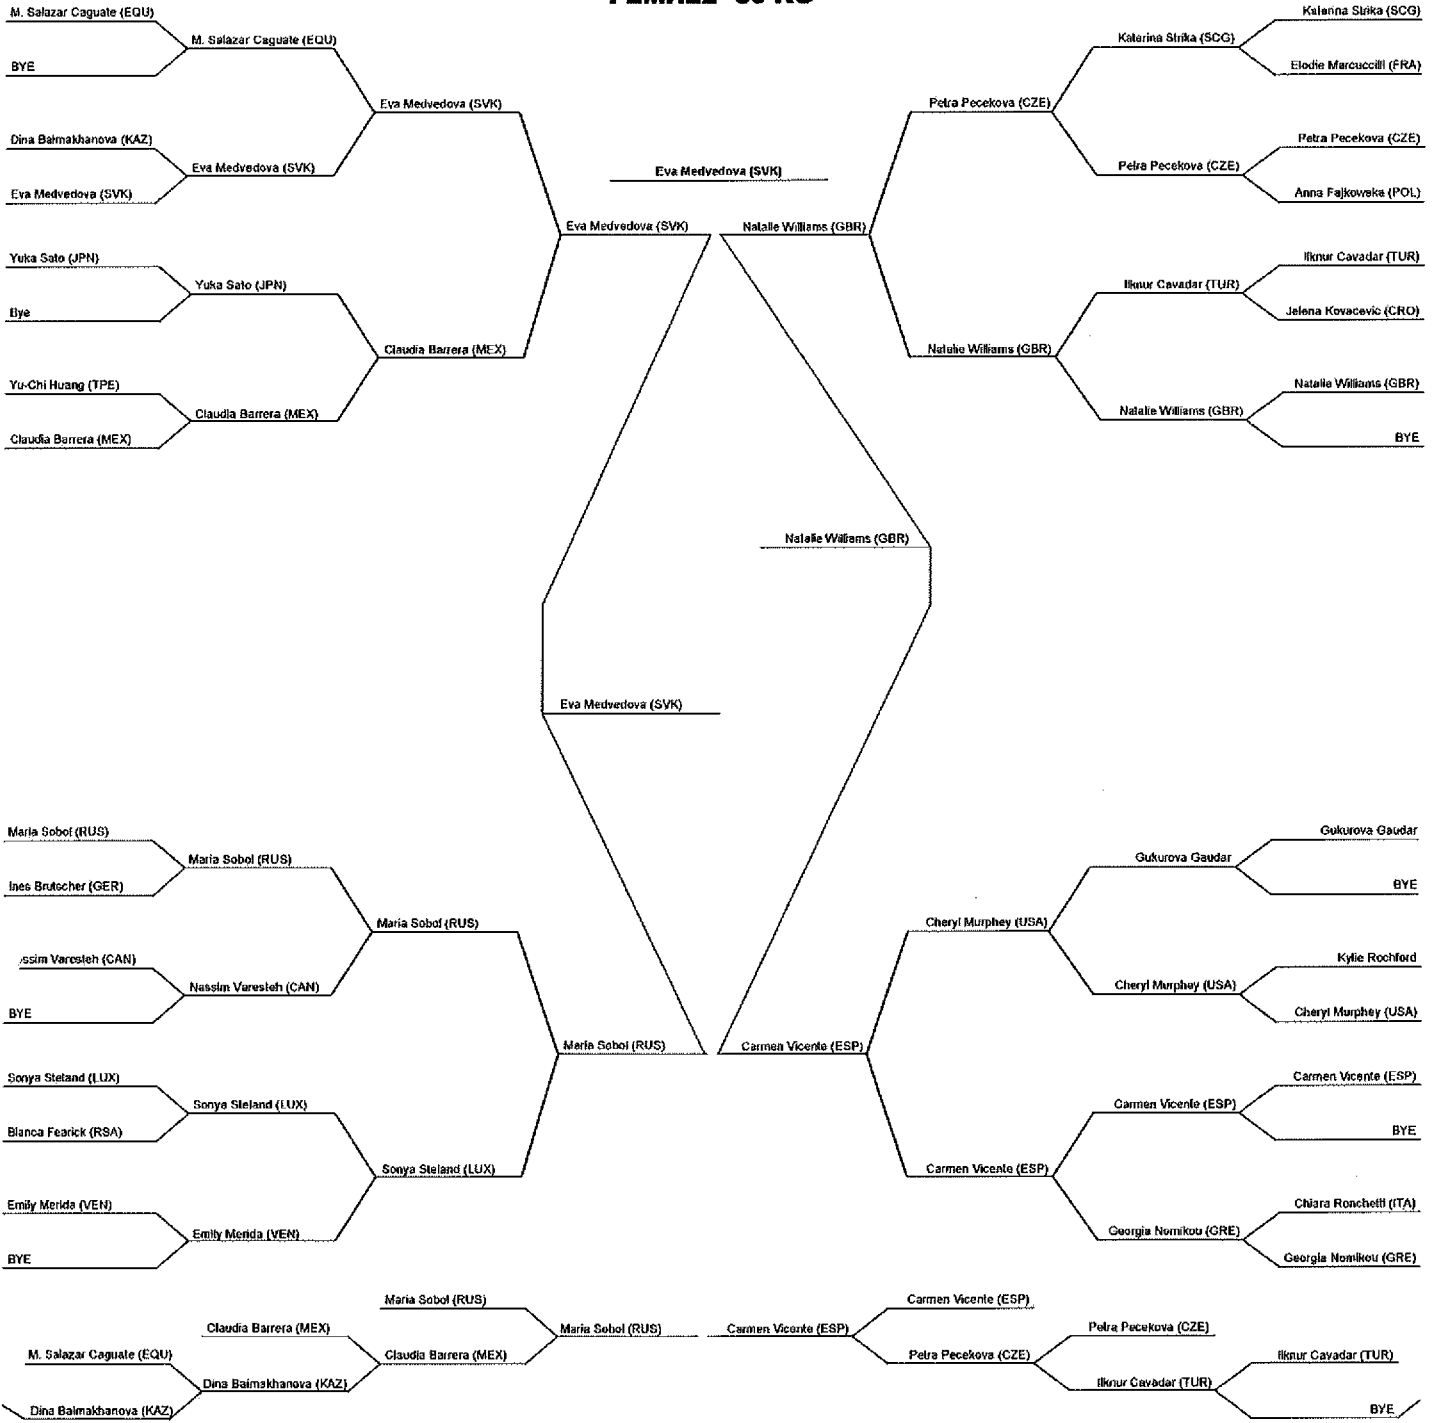 M. Salazar Caguate (EQU)
BYE
M. Salazar Caguate (EQU)
Dina Baimakhanova (KAZ)
Eva Medvedova (SVK)
Eva Medvedova (SVK)
Eva Medvedova (SVK)
Yuka Sato (JPN)
Bye
Yuka Sato (JPN)
Yu-Chi Huang (TPE)
Claudia Barrera (MEX)
Claudia Barrera (MEX)
Claudia Barrera (MEX)
Eva Medvedova (SVK)
Eva Medvedova (SVK)
Natalie Williams (GBR)
Petra Pecekova (CZE)
Katarina Strika (SCG)
Katarina Strika (SCG)
Elodie Marcuccilli (FRA)
Petra Pecekova (CZE)
Petra Pecekova (CZE)
Anna Fajkowska (POL)
Natalie Williams (GBR)
Ilknur Cavadar (TUR)
Ilknur Cavadar (TUR)
Jelena Kovacevic (CRO)
Natalie Williams (GBR)
Natalie Williams (GBR)
BYE
Natalie Williams (GBR)
Eva Medvedova (SVK)
Maria Sobol (RUS)
Ines Brutscher (GER)
Maria Sobol (RUS)
ssim Varesteh (CAN)
BYE
Nassim Varesteh (CAN)
Maria Sobol (RUS)
Sonya Steland (LUX)
Blanca Fearick (RSA)
Sonya Steland (LUX)
Emily Merida (VEN)
BYE
Emily Merida (VEN)
Sonya Steland (LUX)
Maria Sobol (RUS)
Carmen Vicente (ESP)
Cheryl Murphey (USA)
Gukurova Gaudar
Gukurova Gaudar
BYE
Cheryl Murphey (USA)
Kylie Rochford
Cheryl Murphey (USA)
Carmen Vicente (ESP)
Carmen Vicente (ESP)
Carmen Vicente (ESP)
BYE
Georgia Nomikou (GRE)
Chiara Ronchetti (ITA)
Georgia Nomikou (GRE)
Maria Sobol (RUS)
Claudia Barrera (MEX)
Maria Sobol (RUS)
M. Salazar Caguate (EQU)
Claudia Barrera (MEX)
Dina Baimakhanova (KAZ)
Dina Baimakhanova (KAZ)
Carmen Vicente (ESP)
Carmen Vicente (ESP)
Petra Pecekova (CZE)
Petra Pecekova (CZE)
Ilknur Cavadar (TUR)
Ilknur Cavadar (TUR)
BYE